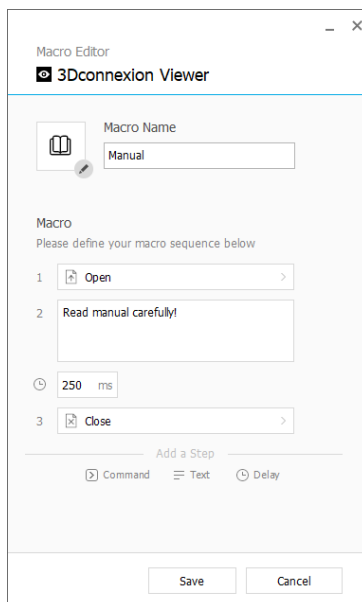 Macro Editor
3Dconnexion Viewer
Macro Name
Manual
Macro
Please define your macro sequence below
1 Open
2 Read manual carefully!
250 ms
3 Close
Add a Step
Command Text Delay
Save Cancel